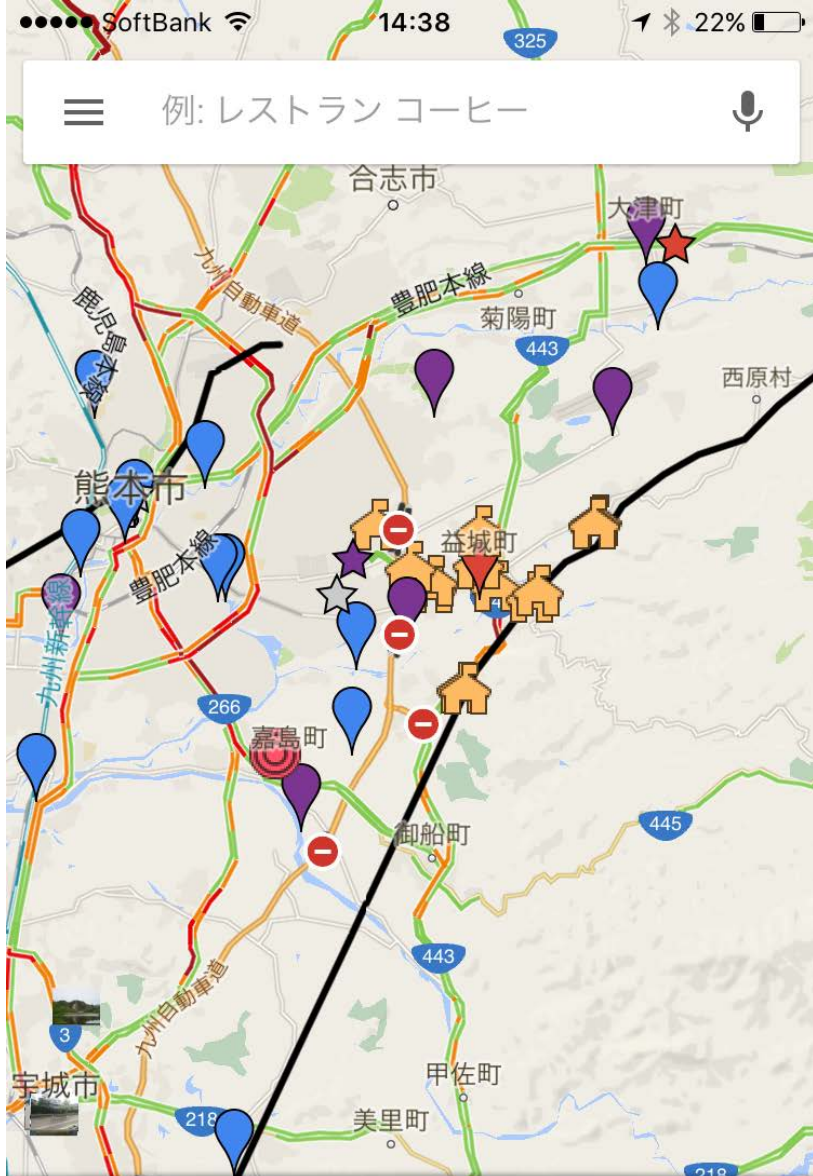 SoftBank 14:38 22%
325
例: レストラン コーヒー
合志市
大津町
九州自動車道
豊肥本線
鹿児島本線
菊陽町
443
西原村
熊本市
益城町
豊肥本線
九州新幹線
266
嘉島町
445
御船町
443
九州自動車道
3
宇城市
甲佐町
218
美里町
218